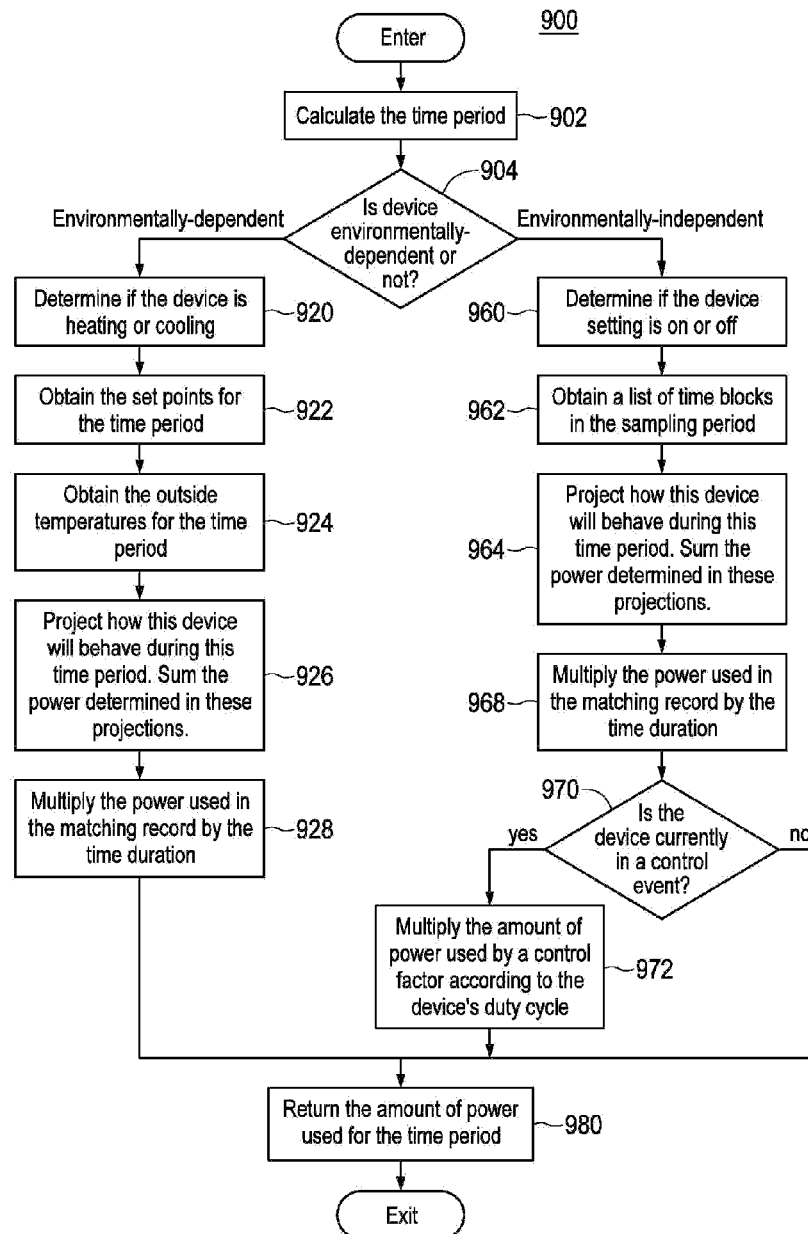 900
Enter
Calculate the time period
902
904
Is device
environmentally-
dependent or
not?
Environmentally-dependent
Environmentally-independent
Determine if the device is
heating or cooling
920
Obtain the set points for
the time period
922
Obtain the outside
temperatures for the time
period
924
Project how this device
will behave during this
time period. Sum the
power determined in these
projections.
926
Multiply the power used in
the matching record by the
time duration
928
960
Determine if the device
setting is on or off
962
Obtain a list of time blocks
in the sampling period
964
Project how this device
will behave during this
time period. Sum the
power determined in these
projections.
968
Multiply the power used in
the matching record by the
time duration
970
Is the
device currently
in a control
event?
yes
no
Multiply the amount of
power used by a control
factor according to the
device's duty cycle
972
Return the amount of power
used for the time period
980
Exit